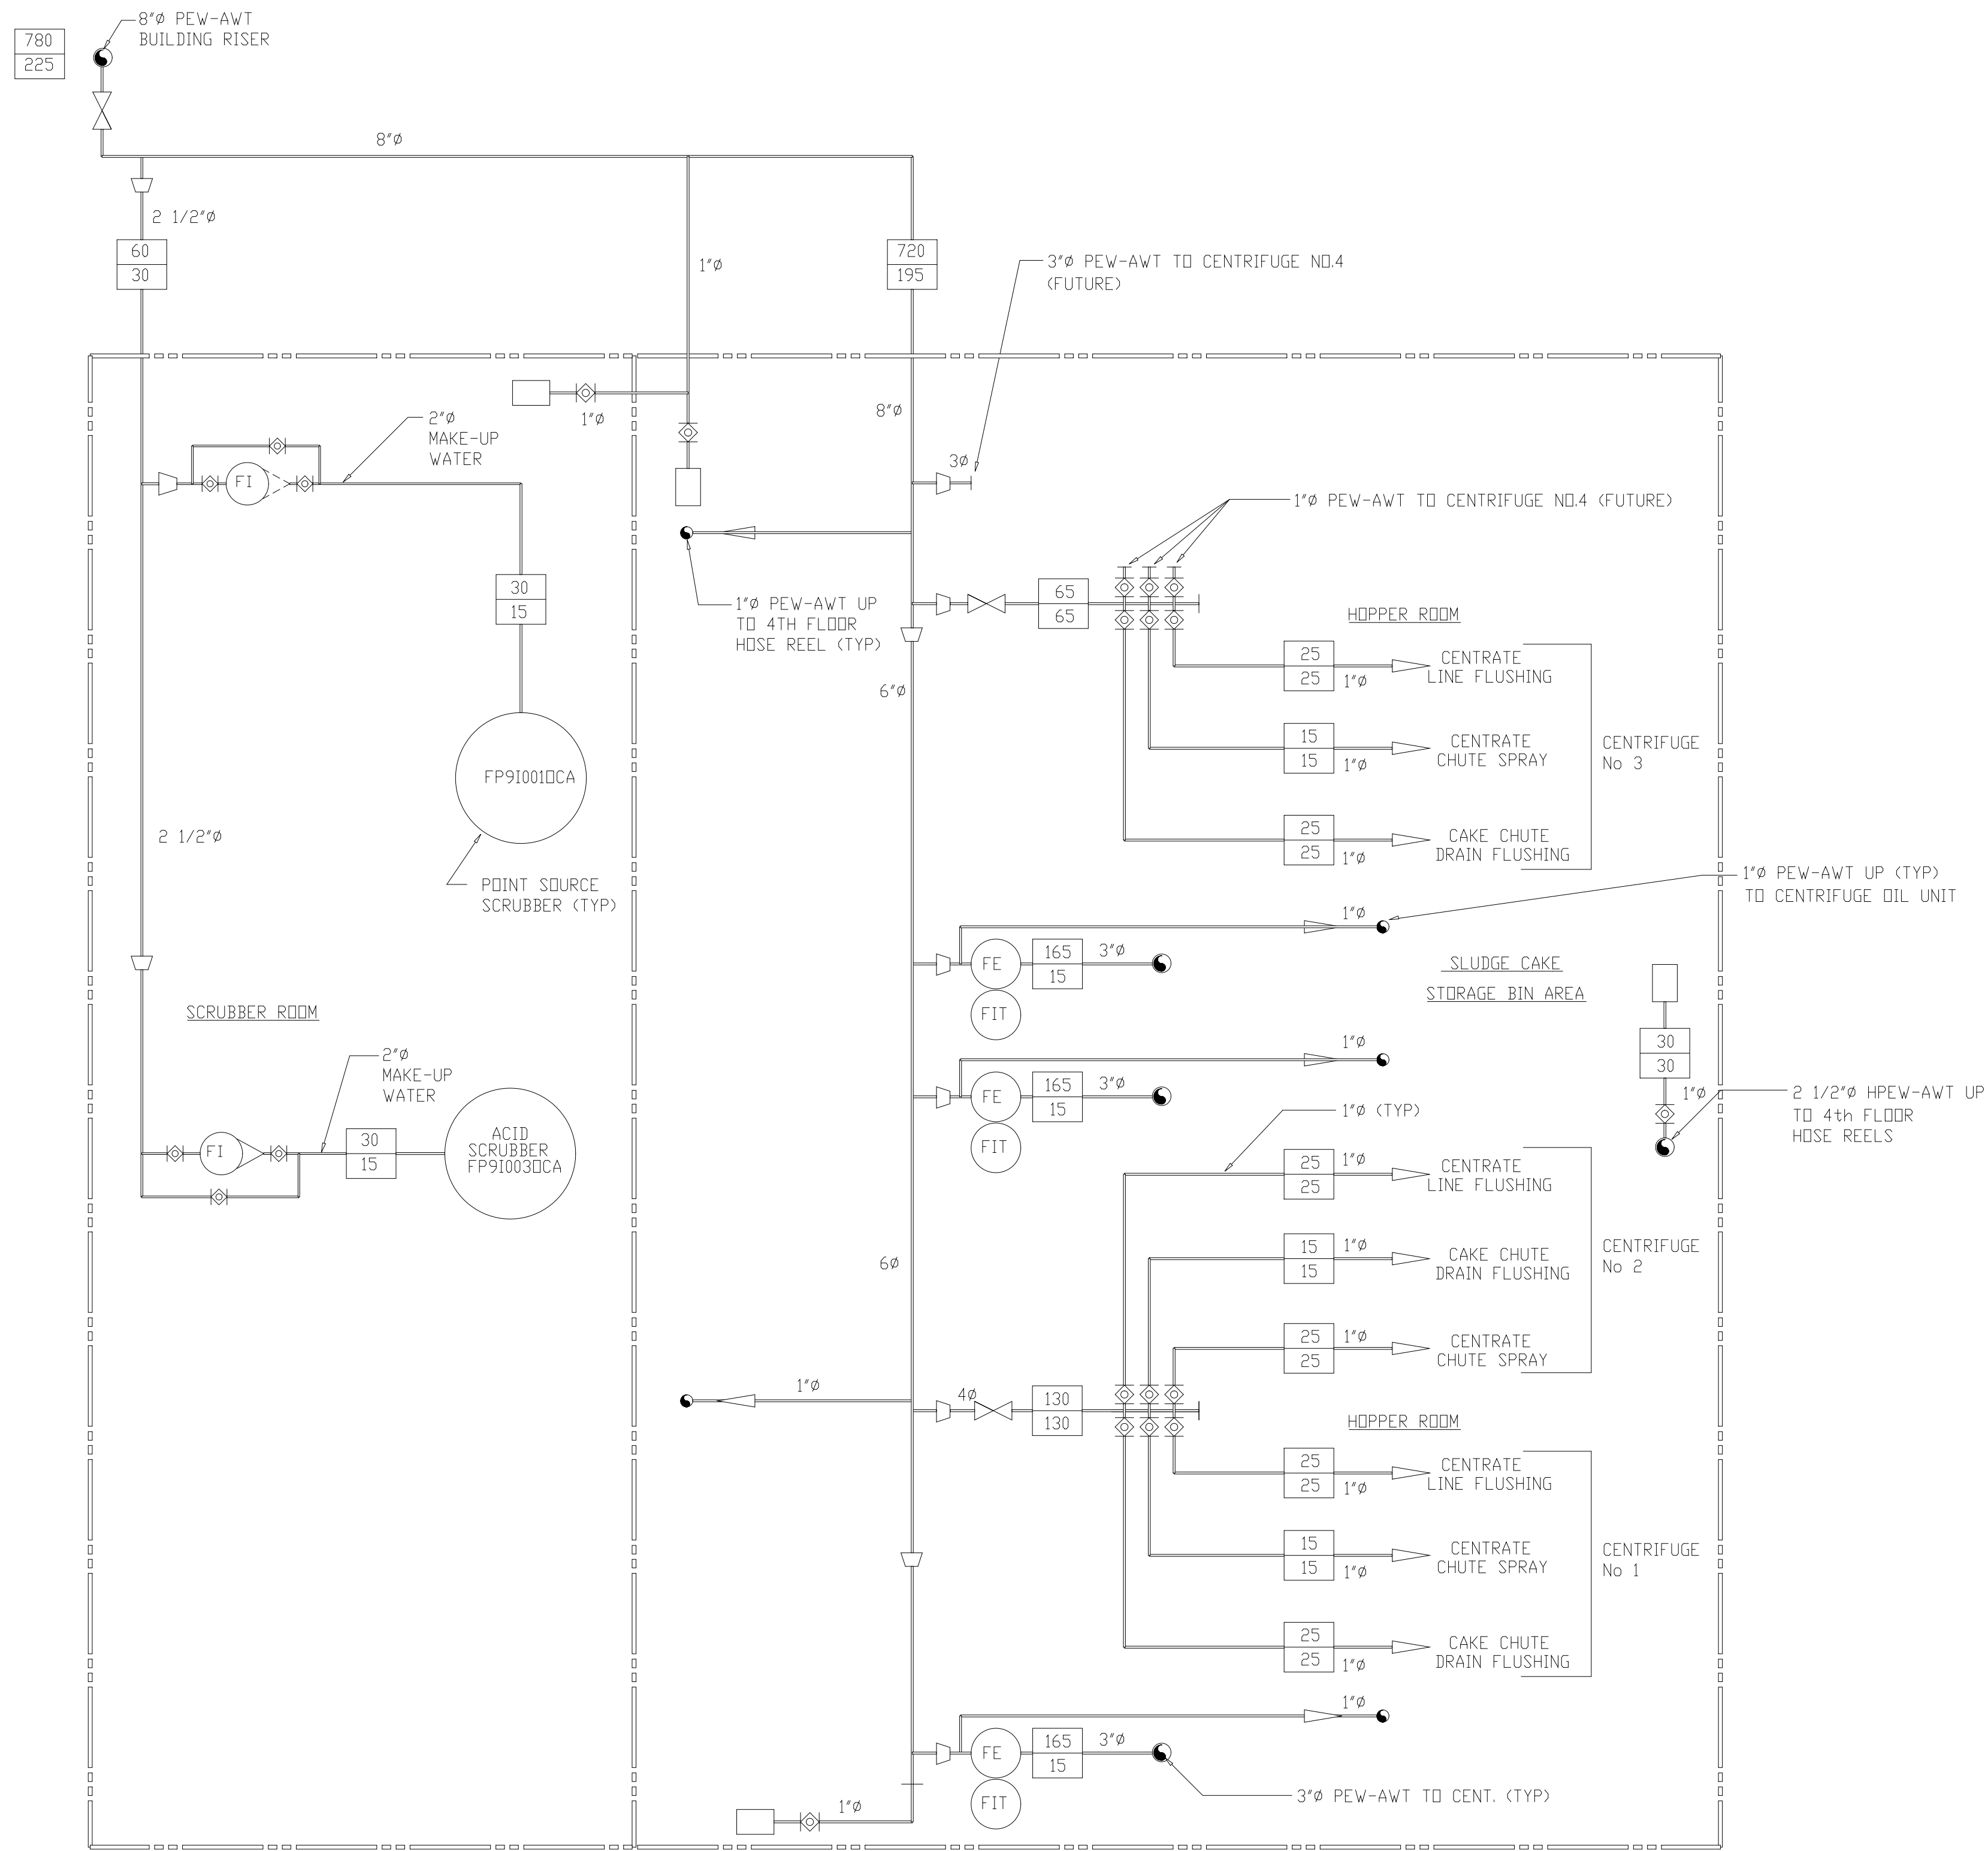 8"Ø PEW-AWT
BUILDING RISER
780
225
8"Ø
2 1/2"Ø
60
30
1"Ø
720
195
3"Ø PEW-AWT TO CENTRIFUGE NO.4
(FUTURE)
8"Ø
1"Ø
2"Ø
MAKE-UP
WATER
FI
3Ø
1"Ø PEW-AWT TO CENTRIFUGE NO.4 (FUTURE)
30
15
1"Ø PEW-AWT UP
TO 4TH FLOOR
HOSE REEL (TYP)
65
65
HOPPER ROOM
25
25
1"Ø
CENTRATE
LINE FLUSHING
6"Ø
15
15
1"Ø
CENTRATE
CHUTE SPRAY
CENTRIFUGE
No 3
FP9I001OCA
2 1/2"Ø
25
25
1"Ø
CAKE CHUTE
DRAIN FLUSHING
POINT SOURCE
SCRUBBER (TYP)
1"Ø PEW-AWT UP (TYP)
TO CENTRIFUGE OIL UNIT
1"Ø
FE
165
15
3"Ø
FIT
SLUDGE CAKE
STORAGE BIN AREA
SCRUBBER ROOM
30
30
1"Ø
2 1/2"Ø HPEW-AWT UP
TO 4th FLOOR
HOSE REELS
1"Ø
FE
165
15
3"Ø
FIT
2"Ø
MAKE-UP
WATER
FI
30
15
ACID
SCRUBBER
FP9I003OCA
1"Ø (TYP)
25
25
1"Ø
CENTRATE
LINE FLUSHING
15
15
1"Ø
CAKE CHUTE
DRAIN FLUSHING
CENTRIFUGE
No 2
6Ø
25
25
1"Ø
CENTRATE
CHUTE SPRAY
1"Ø
4Ø
130
130
HOPPER ROOM
25
25
1"Ø
CENTRATE
LINE FLUSHING
15
15
1"Ø
CENTRATE
CHUTE SPRAY
CENTRIFUGE
No 1
25
25
1"Ø
CAKE CHUTE
DRAIN FLUSHING
1"Ø
FE
165
15
3"Ø
FIT
3"Ø PEW-AWT TO CENT. (TYP)
1"Ø